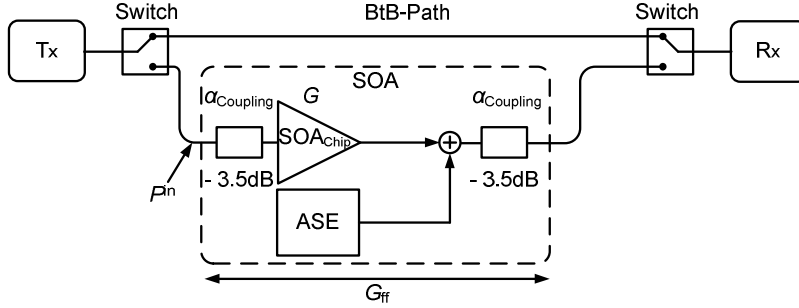 Switch
BtB-Path
Switch
Tx
Rx
SOA
αCoupling
G
αCoupling
SOAChip
+
- 3.5dB
- 3.5dB
Pin
ASE
Gff